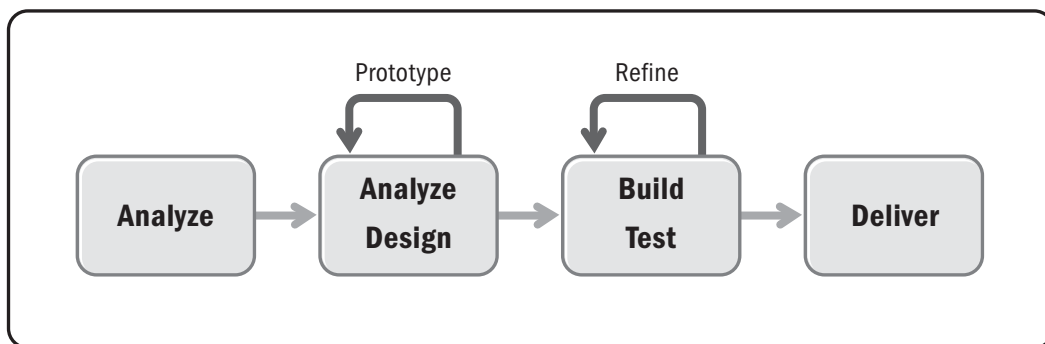 Prototype
Refine
Analyze
Analyze
Design
Build
Test
Deliver